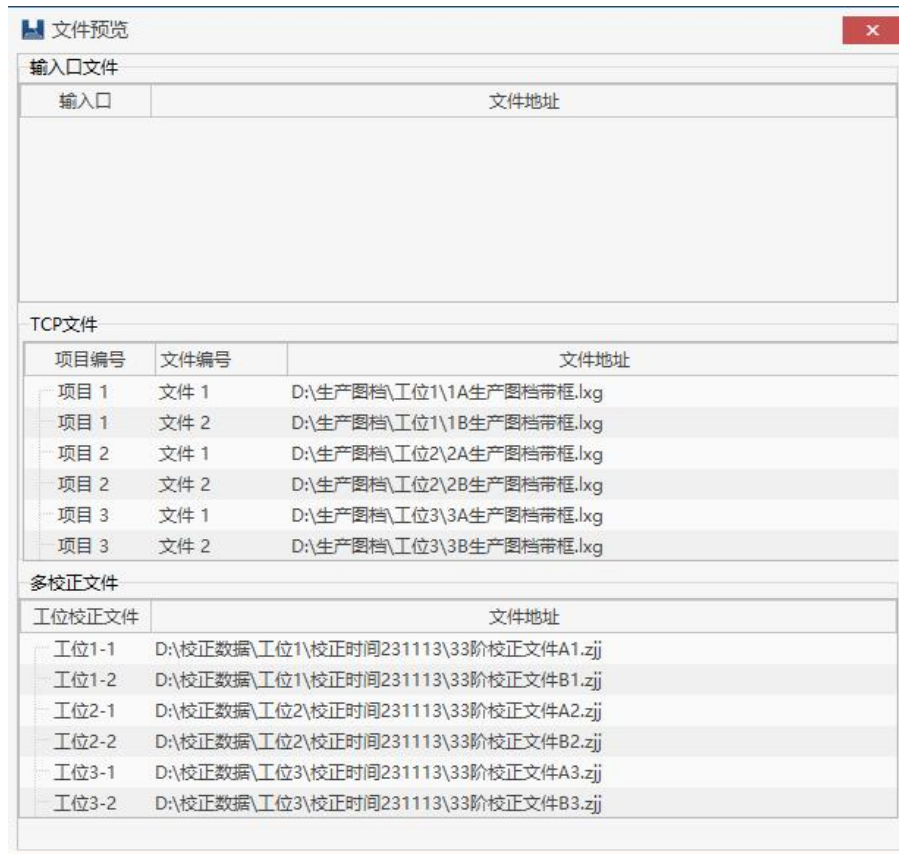 文件预览
输入口文件
输入口 文件地址
TCP文件
项目编号 文件编号 文件地址
项目 1 文件 1 D:\生产图档\工位1\1A生产图档带框.lxg
项目 1 文件 2 D:\生产图档\工位1\1B生产图档带框.lxg
项目 2 文件 1 D:\生产图档\工位2\2A生产图档带框.lxg
项目 2 文件 2 D:\生产图档\工位2\2B生产图档带框.lxg
项目 3 文件 1 D:\生产图档\工位3\3A生产图档带框.lxg
项目 3 文件 2 D:\生产图档\工位3\3B生产图档带框.lxg
多校正文件
工位校正文件 文件地址
工位1-1 D:\校正数据\工位1\校正时间231113\33阶校正文件A1.zjj
工位1-2 D:\校正数据\工位1\校正时间231113\33阶校正文件B1.zjj
工位2-1 D:\校正数据\工位2\校正时间231113\33阶校正文件A2.zjj
工位2-2 D:\校正数据\工位2\校正时间231113\33阶校正文件B2.zjj
工位3-1 D:\校正数据\工位3\校正时间231113\33阶校正文件A3.zjj
工位3-2 D:\校正数据\工位3\校正时间231113\33阶校正文件B3.zjj